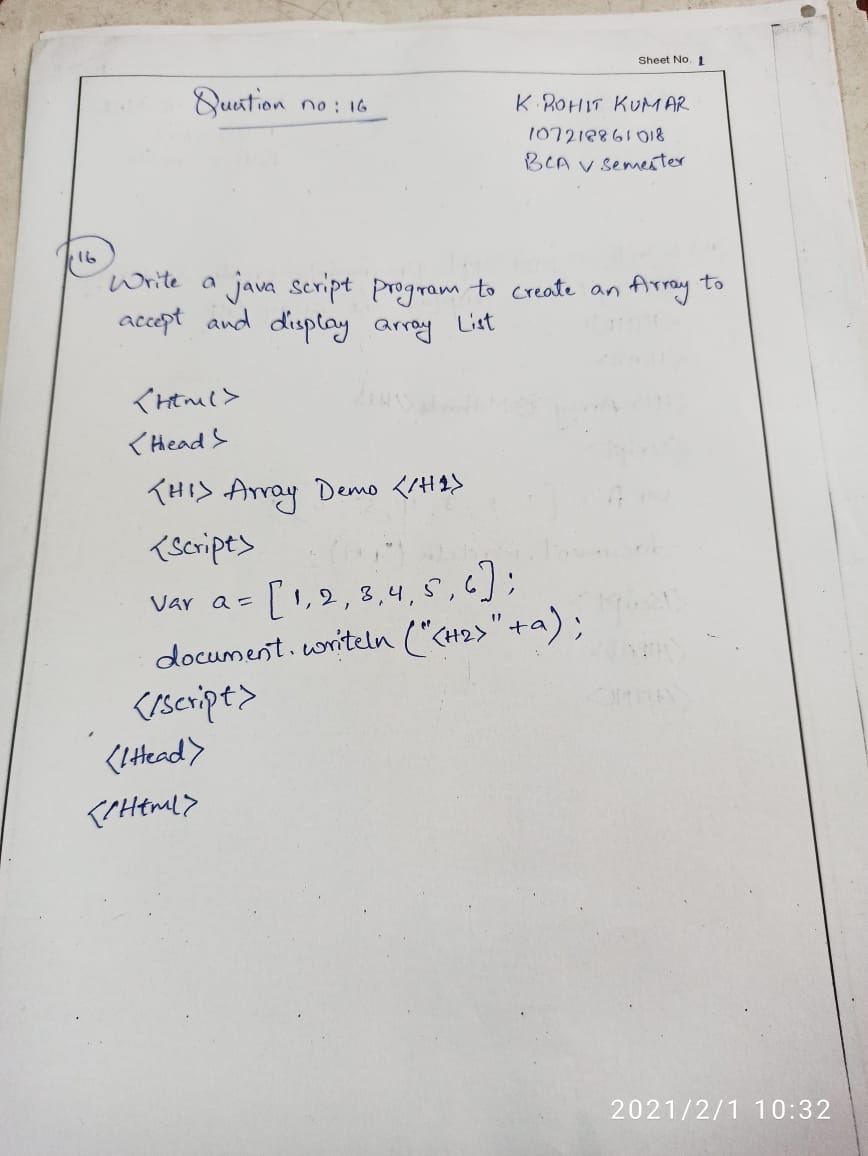 Sheet No. 1
Question no : 16
K. ROHIT KUMAR
107218861018
BCA V Semester
16
Write a java script program to create an Array to
accept and display array List
<Html>
<Head>
<H1> Array Demo </H1>
<Script>
var a = [1, 2, 3, 4, 5, 6];
document.writeln ("<H2>" + a);
</Script>
</Head>
</Html>
2021/2/1 10:32